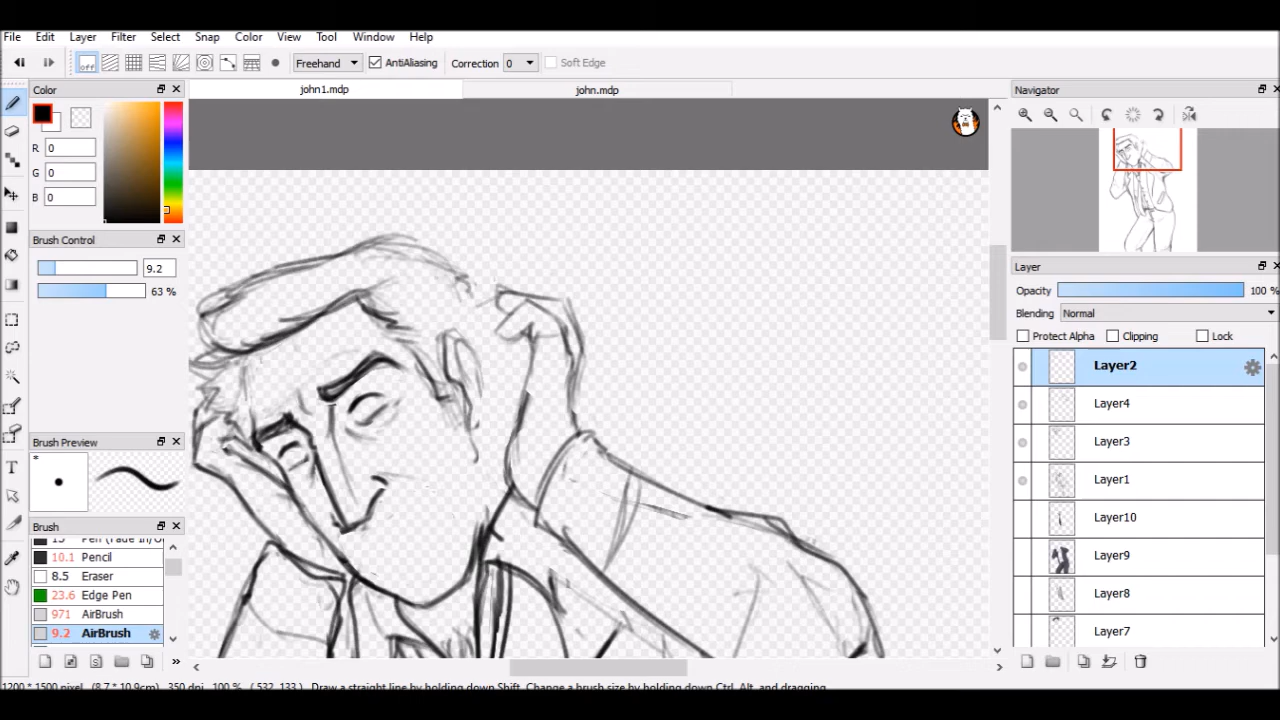 File Edit Layer Filter Select Snap Color View Tool Window Help
off Freehand AntiAliasing Correction 0 Soft Edge
Color
john1.mdp john.mdp
Navigator
R 0
G 0
B 0
Brush Control
9.2
63 %
Layer
Opacity 100 %
Blending Normal
Protect Alpha Clipping Lock
Layer2
Layer4
Layer3
Layer1
Layer10
Layer9
Layer8
Layer7
Brush Preview
*
Brush
15 Pen (Fade In/O
10.1 Pencil
8.5 Eraser
23.6 Edge Pen
971 AirBrush
9.2 AirBrush
T
»
1200 * 1500 pixel (8.7 * 10.9cm) 350 dpi 100 % ( 532, 133 ) Draw a straight line by holding down Shift, Change a brush size by holding down Ctrl, Alt, and dragging